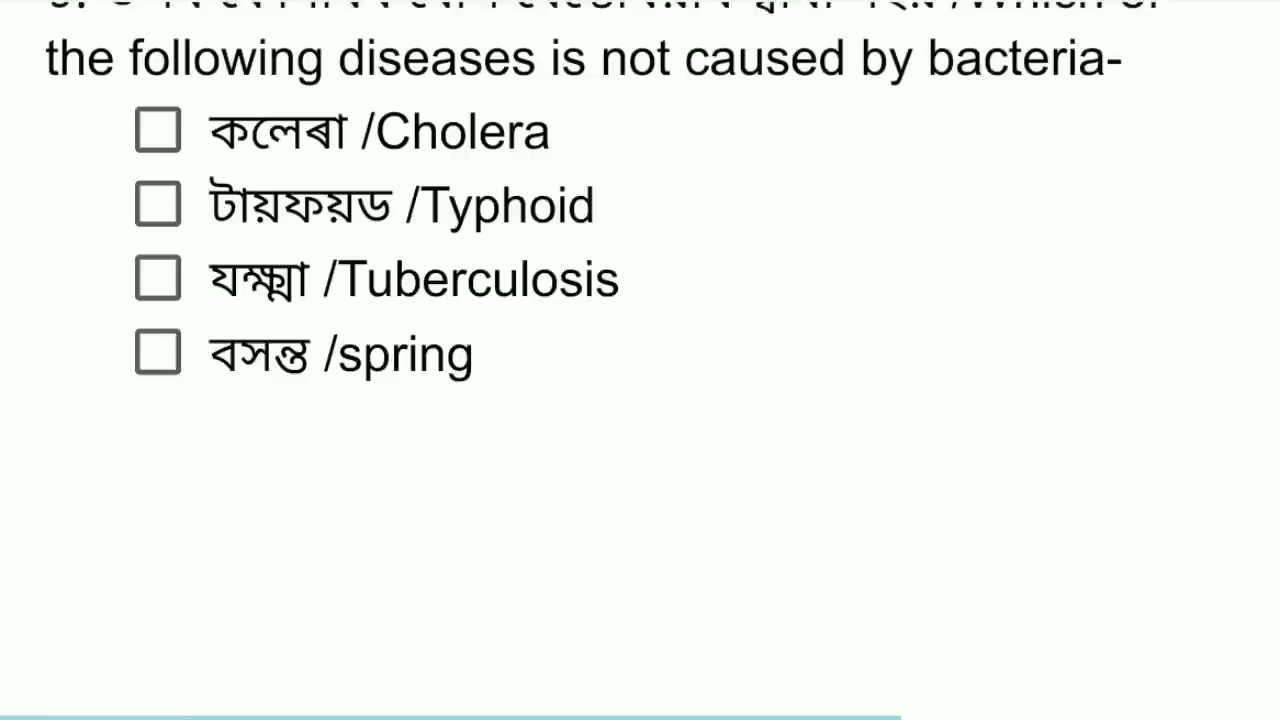 the following diseases is not caused by bacteria-
কলেৰা /Cholera
টায়ফয়ড /Typhoid
যক্ষ্মা /Tuberculosis
বসন্ত /spring